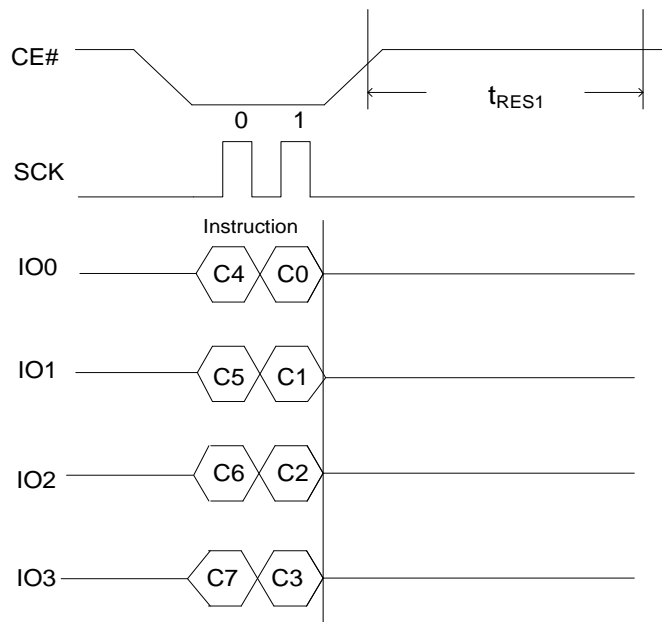 CE#
tRES1
0 1
SCK
Instruction
IO0 C4 C0
IO1 C5 C1
IO2 C6 C2
IO3 C7 C3